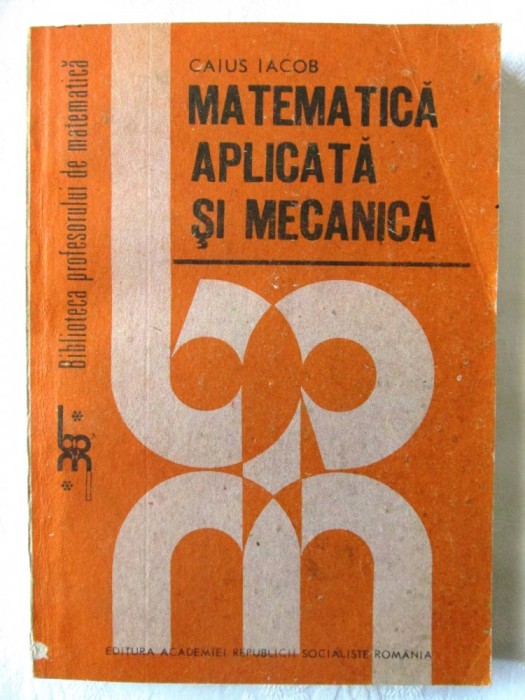 CAIUS IACOB
MATEMATICĂ
APLICATĂ
ŞI MECANICĂ
Biblioteca profesorului de matematică
EDITURA ACADEMIEI REPUBLICII SOCIALISTE ROMÂNIA